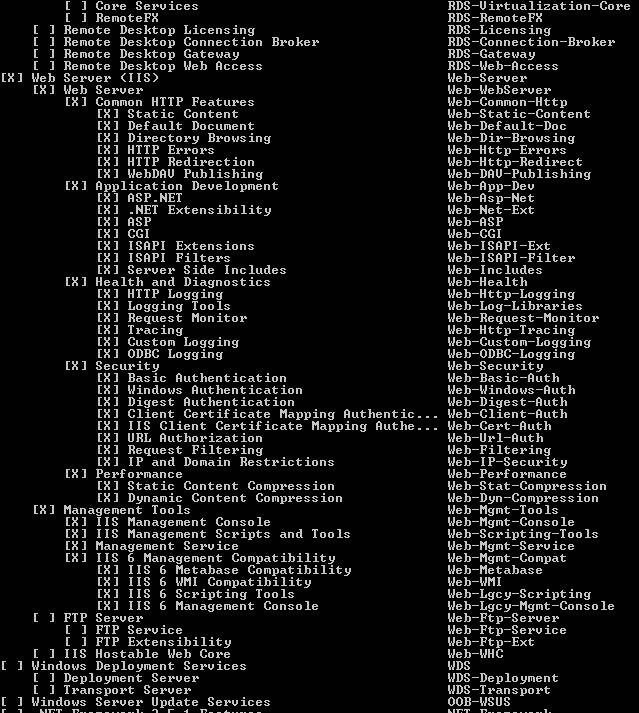 [ ] Core Services RDS-Virtualization-Core
[ ] RemoteFX RDS-RemoteFX
[ ] Remote Desktop Licensing RDS-Licensing
[ ] Remote Desktop Connection Broker RDS-Connection-Broker
[ ] Remote Desktop Gateway RDS-Gateway
[ ] Remote Desktop Web Access RDS-Web-Access
[X] Web Server (IIS) Web-Server
[X] Web Server Web-WebServer
[X] Common HTTP Features Web-Common-Http
[X] Static Content Web-Static-Content
[X] Default Document Web-Default-Doc
[X] Directory Browsing Web-Dir-Browsing
[X] HTTP Errors Web-Http-Errors
[X] HTTP Redirection Web-Http-Redirect
[X] WebDAV Publishing Web-DAV-Publishing
[X] Application Development Web-App-Dev
[X] ASP.NET Web-Asp-Net
[X] .NET Extensibility Web-Net-Ext
[X] ASP Web-ASP
[X] CGI Web-CGI
[X] ISAPI Extensions Web-ISAPI-Ext
[X] ISAPI Filters Web-ISAPI-Filter
[X] Server Side Includes Web-Includes
[X] Health and Diagnostics Web-Health
[X] HTTP Logging Web-Http-Logging
[X] Logging Tools Web-Log-Libraries
[X] Request Monitor Web-Request-Monitor
[X] Tracing Web-Http-Tracing
[X] Custom Logging Web-Custom-Logging
[X] ODBC Logging Web-ODBC-Logging
[X] Security Web-Security
[X] Basic Authentication Web-Basic-Auth
[X] Windows Authentication Web-Windows-Auth
[X] Digest Authentication Web-Digest-Auth
[X] Client Certificate Mapping Authentic... Web-Client-Auth
[X] IIS Client Certificate Mapping Authe... Web-Cert-Auth
[X] URL Authorization Web-Url-Auth
[X] Request Filtering Web-Filtering
[X] IP and Domain Restrictions Web-IP-Security
[X] Performance Web-Performance
[X] Static Content Compression Web-Stat-Compression
[X] Dynamic Content Compression Web-Dyn-Compression
[X] Management Tools Web-Mgmt-Tools
[X] IIS Management Console Web-Mgmt-Console
[X] IIS Management Scripts and Tools Web-Scripting-Tools
[X] Management Service Web-Mgmt-Service
[X] IIS 6 Management Compatibility Web-Mgmt-Compat
[X] IIS 6 Metabase Compatibility Web-Metabase
[X] IIS 6 WMI Compatibility Web-WMI
[X] IIS 6 Scripting Tools Web-Lgcy-Scripting
[X] IIS 6 Management Console Web-Lgcy-Mgmt-Console
[ ] FTP Server Web-Ftp-Server
[ ] FTP Service Web-Ftp-Service
[ ] FTP Extensibility Web-Ftp-Ext
[ ] IIS Hostable Web Core Web-WHC
[ ] Windows Deployment Services WDS
[ ] Deployment Server WDS-Deployment
[ ] Transport Server WDS-Transport
[ ] Windows Server Update Services OOB-WSUS